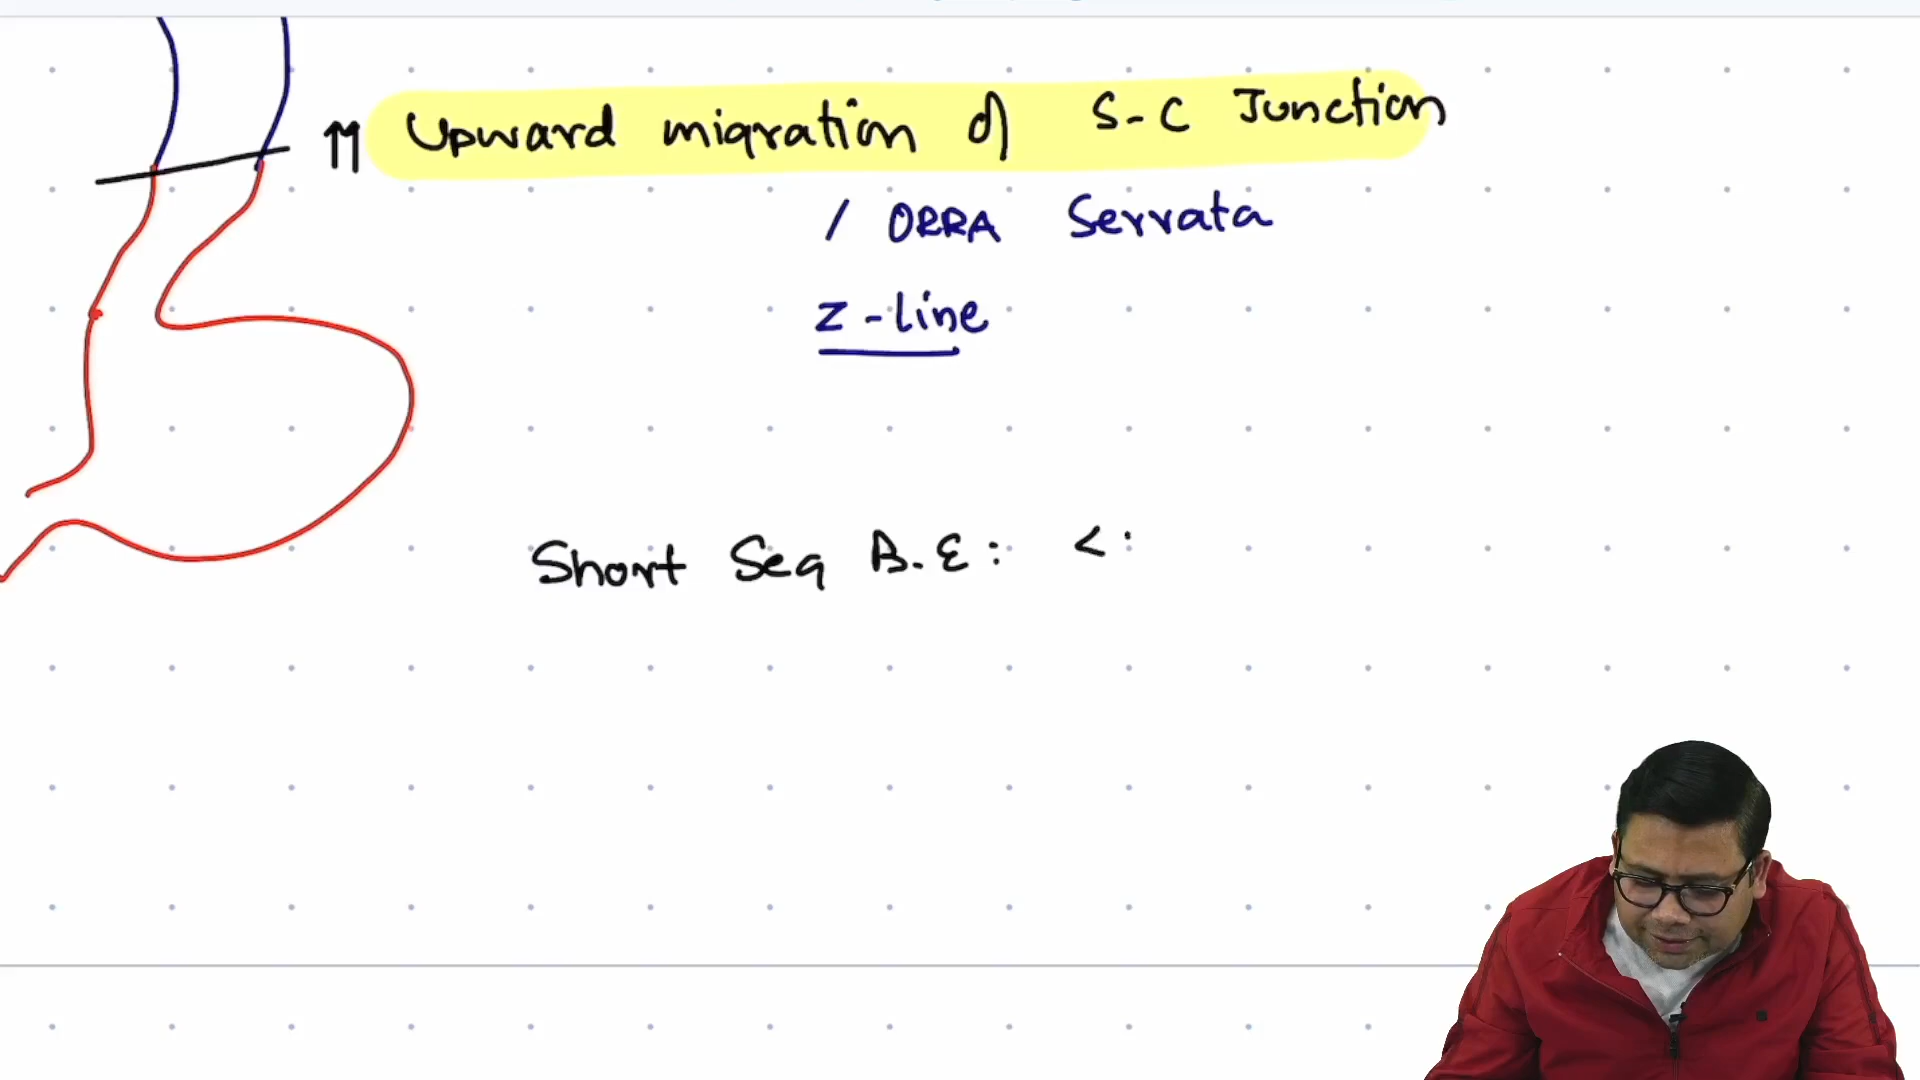 ↑↑ Upward migration of S-C Junction
/ ORRA Serrata
Z-line
Short Seg B.E: <